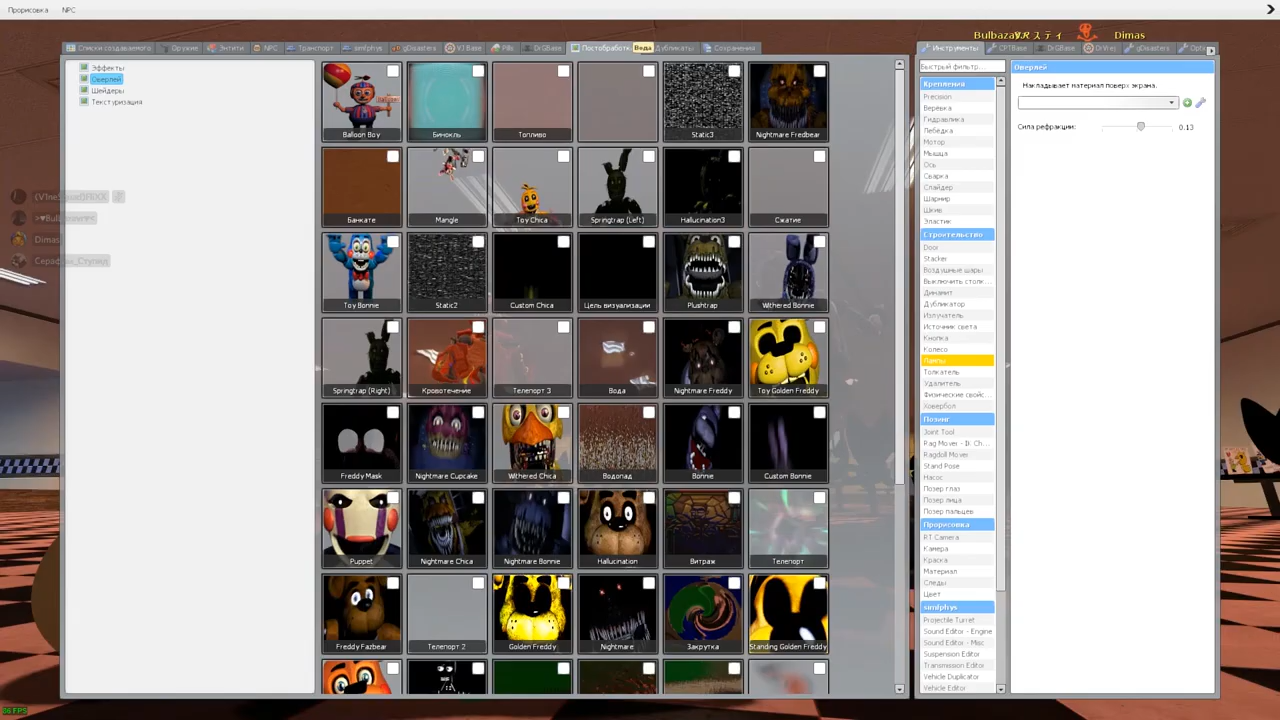 Прорисовка NPC
Bulbaza
Dimas
Списки создаваемого Оружие Энтити NPC Транспорт simfphys gDisasters VJ Base Pills DrGBase Постобработка Вода Дубликаты Сохранения
Инструменты CPTBase DrGBase gDisasters
Эффекты
Оверлей
Шейдеры
Текстуризация
Dimas
Balloon Boy
Бинокль
Топливо
Static3
Nightmare Fredbear
Банкате
Mangle
Toy Chica
Springtrap (Left)
Hallucination3
Сжатие
Toy Bonnie
Static2
Custom Chica
Цель визуализации
Plushtrap
Withered Bonnie
Springtrap (Right)
Кровотечение
Телепорт 3
Вода
Nightmare Freddy
Toy Golden Freddy
Freddy Mask
Nightmare Cupcake
Withered Chica
Водопад
Bonnie
Custom Bonnie
Puppet
Nightmare Chica
Nightmare Bonnie
Hallucination
Витраж
Телепорт
Freddy Fazbear
Телепорт 2
Golden Freddy
Nightmare
Закрутка
Standing Golden Freddy
Быстрый фильтр...
Крепления
Precision
Верёвка
Гидравлика
Лебёдка
Мотор
Мышца
Ось
Сварка
Слайдер
Шарнир
Шкив
Эластик
Строительство
Door
Stacker
Воздушные шары
Выключить столк...
Динамит
Дубликатор
Излучатель
Источник света
Кнопка
Колесо
Лампы
Толкатель
Удалитель
Физические свойс...
Ховербол
Позинг
Joint Tool
Rag Mover - IK Ch...
Ragdoll Mover
Stand Pose
Насос
Позер глаз
Позер лица
Позер пальцев
Прорисовка
RT Camera
Камера
Краска
Материал
Следы
Цвет
simfphys
Projectile Turret
Sound Editor - Engine
Sound Editor - Misc
Suspension Editor
Transmission Editor
Vehicle Duplicator
Vehicle Editor
Оверлей
Накладывает материал поверх экрана.
Сила рефракции: 0.13